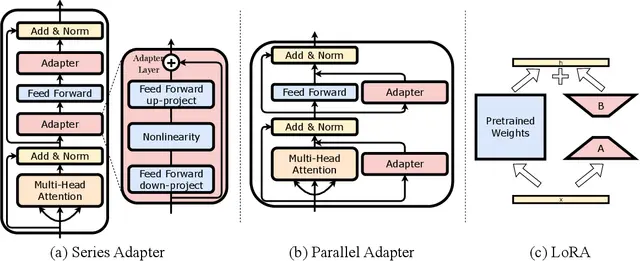 Add & Norm
Adapter
Feed Forward
Adapter
Add & Norm
Multi-Head
Attention
Adapter
Layer
Feed Forward
up-project
Nonlinearity
Feed Forward
down-project
(a) Series Adapter
Add & Norm
Feed Forward
Adapter
Add & Norm
Multi-Head
Attention
Adapter
(b) Parallel Adapter
h
Pretrained
Weights
B
A
x
(c) LoRA